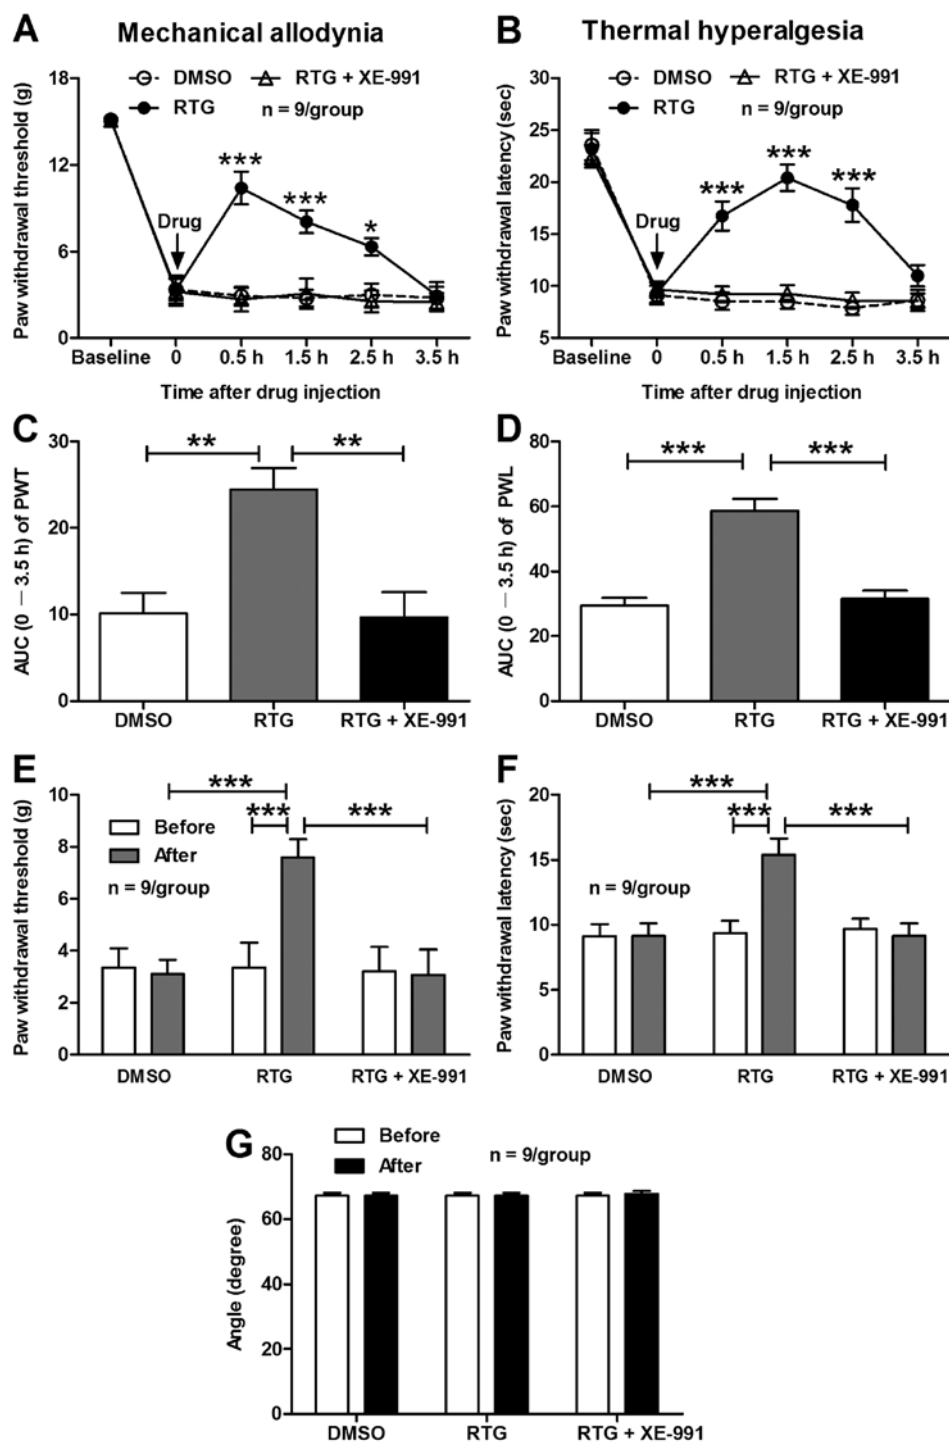 A Mechanical allodynia
Paw withdrawal threshold (g)
18
12
6
0
DMSO RTG + XE-991
RTG n = 9/group
***
***
*
Drug
Baseline 0 0.5 h 1.5 h 2.5 h 3.5 h
Time after drug injection
B Thermal hyperalgesia
Paw withdrawal latency (sec)
30
25
20
15
10
5
DMSO RTG + XE-991
RTG n = 9/group
***
***
***
Drug
Baseline 0 0.5 h 1.5 h 2.5 h 3.5 h
Time after drug injection
C
AUC (0 — 3.5 h) of PWT
30
20
10
0
** **
DMSO RTG RTG + XE-991
D
AUC (0 — 3.5 h) of PWL
80
60
40
20
0
*** ***
DMSO RTG RTG + XE-991
E
Paw withdrawal threshold (g)
10
8
6
4
2
0
***
*** ***
Before
After
n = 9/group
DMSO RTG RTG + XE-991
F
Paw withdrawal latency (sec)
20
15
10
5
0
***
*** ***
n = 9/group
DMSO RTG RTG + XE-991
G
Angle (degree)
80
60
40
20
0
Before
After
n = 9/group
DMSO RTG RTG + XE-991